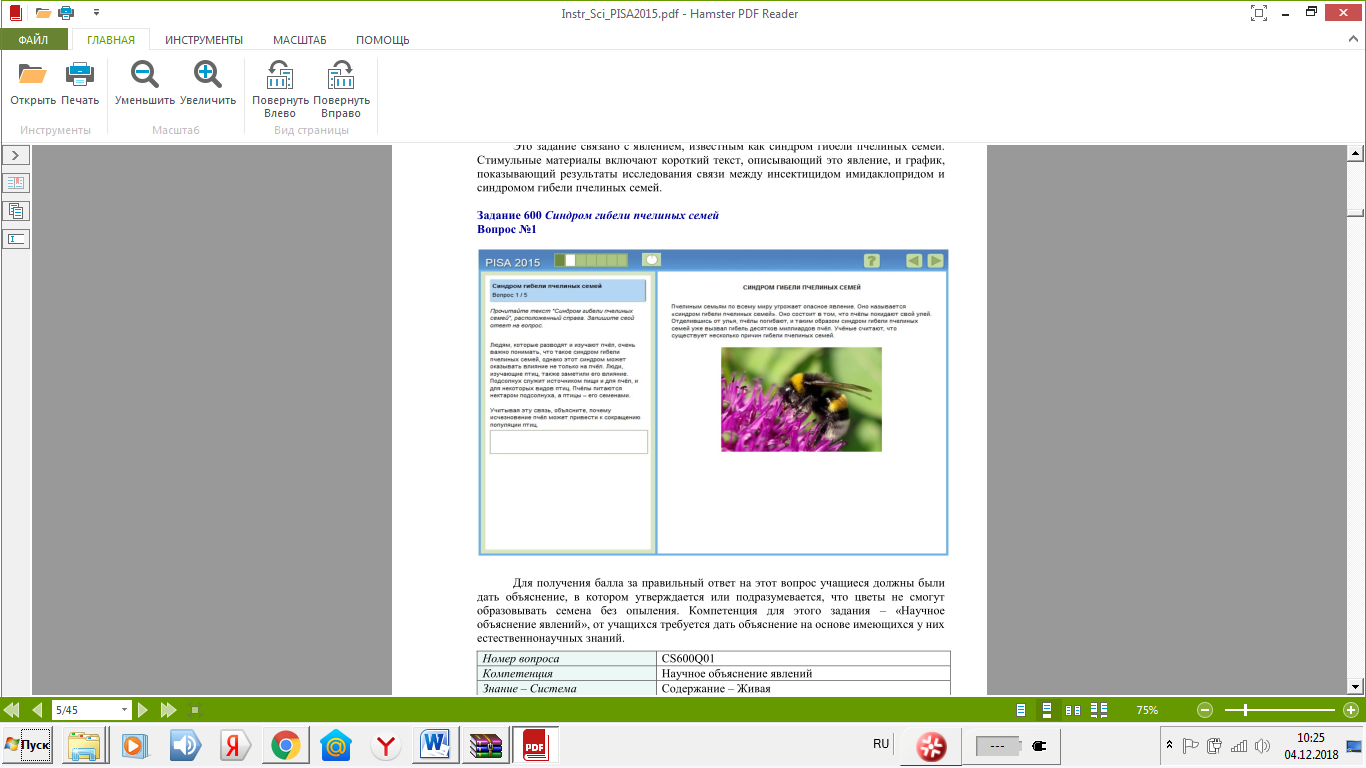 Instr_Sci_PISA2015.pdf - Hamster PDF Reader
ФАЙЛ ГЛАВНАЯ ИНСТРУМЕНТЫ МАСШТАБ ПОМОЩЬ
Открыть Печать Уменьшить Увеличить Повернуть Влево Повернуть Вправо
Инструменты Масштаб Вид страницы
Это задание связано с явлением, известным как синдром гибели пчелиных семей.
Стимульные материалы включают короткий текст, описывающий это явление, и график,
показывающий результаты исследования связи между инсектицидом имидаклопридом и
синдромом гибели пчелиных семей.
Задание 600 Синдром гибели пчелиных семей
Вопрос №1
PISA 2015
?
Синдром гибели пчелиных семей
Вопрос 1 / 5
Прочитайте текст "Синдром гибели пчелиных
семей", расположенный справа. Запишите свой
ответ на вопрос.
Людям, которые разводят и изучают пчёл, очень
важно понимать, что такое синдром гибели
пчелиных семей, однако этот синдром может
оказывать влияние не только на пчёл. Люди,
изучающие птиц, также заметили его влияние.
Подсолнух служит источником пищи и для пчёл, и
для некоторых видов птиц. Пчёлы питаются
нектаром подсолнуха, а птицы – его семенами.
Учитывая эту связь, объясните, почему
исчезновение пчёл может привести к сокращению
популяции птиц.
СИНДРОМ ГИБЕЛИ ПЧЕЛИНЫХ СЕМЕЙ
Пчелиным семьям по всему миру угрожает опасное явление. Оно называется
«синдром гибели пчелиных семей». Оно состоит в том, что пчёлы покидают свой улей.
Отделившись от улья, пчёлы погибают, и таким образом синдром гибели пчелиных
семей уже вызвал гибель десятков миллиардов пчёл. Учёные считают, что
существует несколько причин гибели пчелиных семей.
Для получения балла за правильный ответ на этот вопрос учащиеся должны были
дать объяснение, в котором утверждается или подразумевается, что цветы не смогут
образовывать семена без опыления. Компетенция для этого задания – «Научное
объяснение явлений», от учащихся требуется дать объяснение на основе имеющихся у них
естественнонаучных знаний.
Номер вопроса CS600Q01
Компетенция Научное объяснение явлений
Знание – Система Содержание – Живая
5/45 75%
Пуск Я Y W PDF RU --- 10:25
04.12.2018